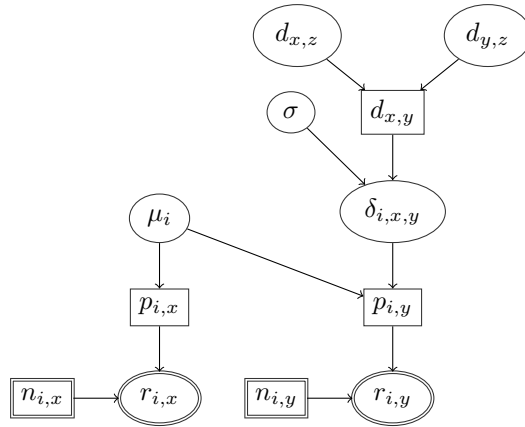 d_{x,z} d_{y,z}
d_{x,y}
σ
δ_{i,x,y}
μ_i
p_{i,x} p_{i,y}
n_{i,x} r_{i,x} n_{i,y} r_{i,y}